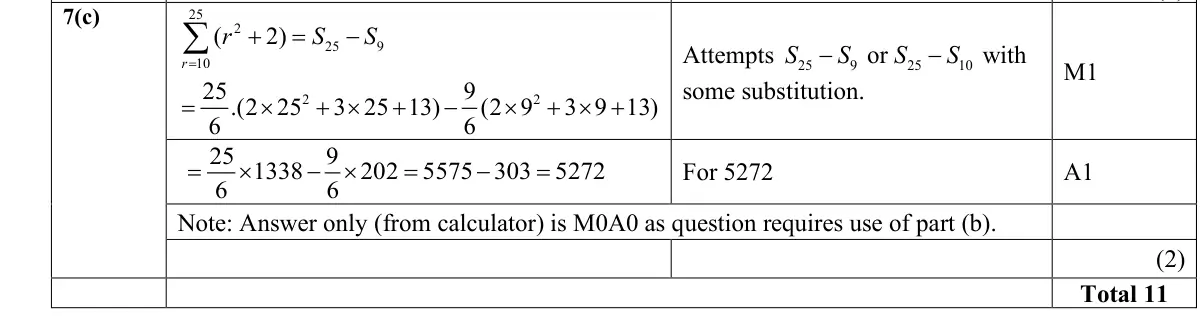 7(c)
25
∑ (r² + 2) = S₂₅ − S₉
r=10
= 25/6 .(2 × 25² + 3 × 25 + 13) − 9/6 (2 × 9² + 3 × 9 + 13)
Attempts S₂₅ − S₉ or S₂₅ − S₁₀ with
some substitution.
M1
= 25/6 × 1338 − 9/6 × 202 = 5575 − 303 = 5272
For 5272
A1
Note: Answer only (from calculator) is M0A0 as question requires use of part (b).
(2)
Total 11